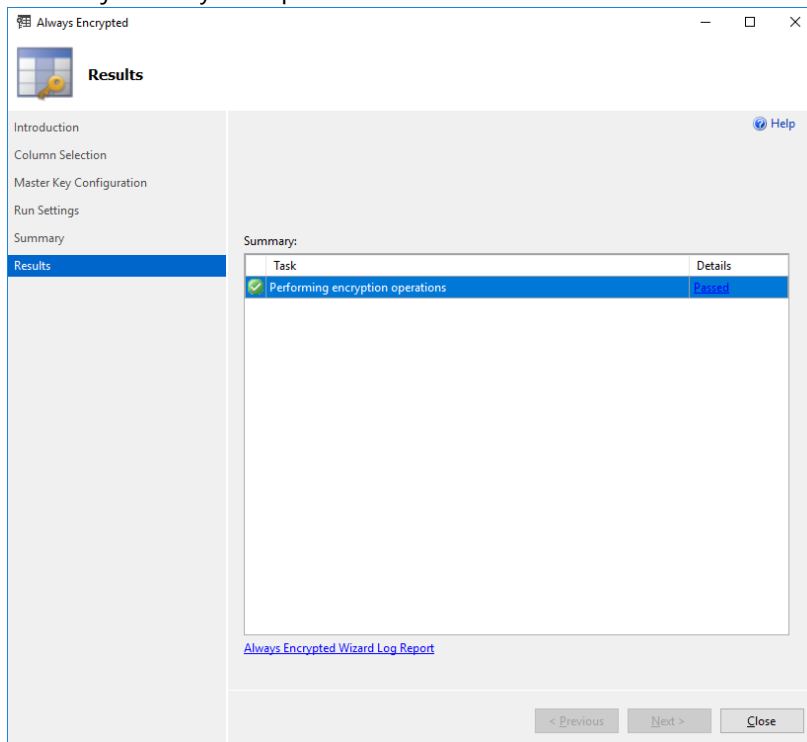 Always Encrypted
Results
Help
Introduction
Column Selection
Master Key Configuration
Run Settings
Summary
Results
Summary:
Task Details
Performing encryption operations Passed
Always Encrypted Wizard Log Report
< Previous Next > Close